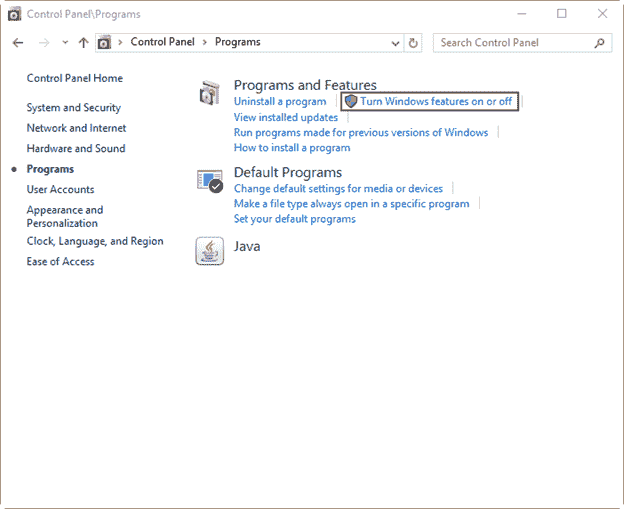 Control Panel\Programs
Control Panel
Programs
Search Control Panel
Control Panel Home
System and Security
Network and Internet
Hardware and Sound
Programs
User Accounts
Appearance and
Personalization
Clock, Language, and Region
Ease of Access
Programs and Features
Uninstall a program
Turn Windows features on or off
View installed updates
Run programs made for previous versions of Windows
How to install a program
Default Programs
Change default settings for media or devices
Make a file type always open in a specific program
Set your default programs
Java